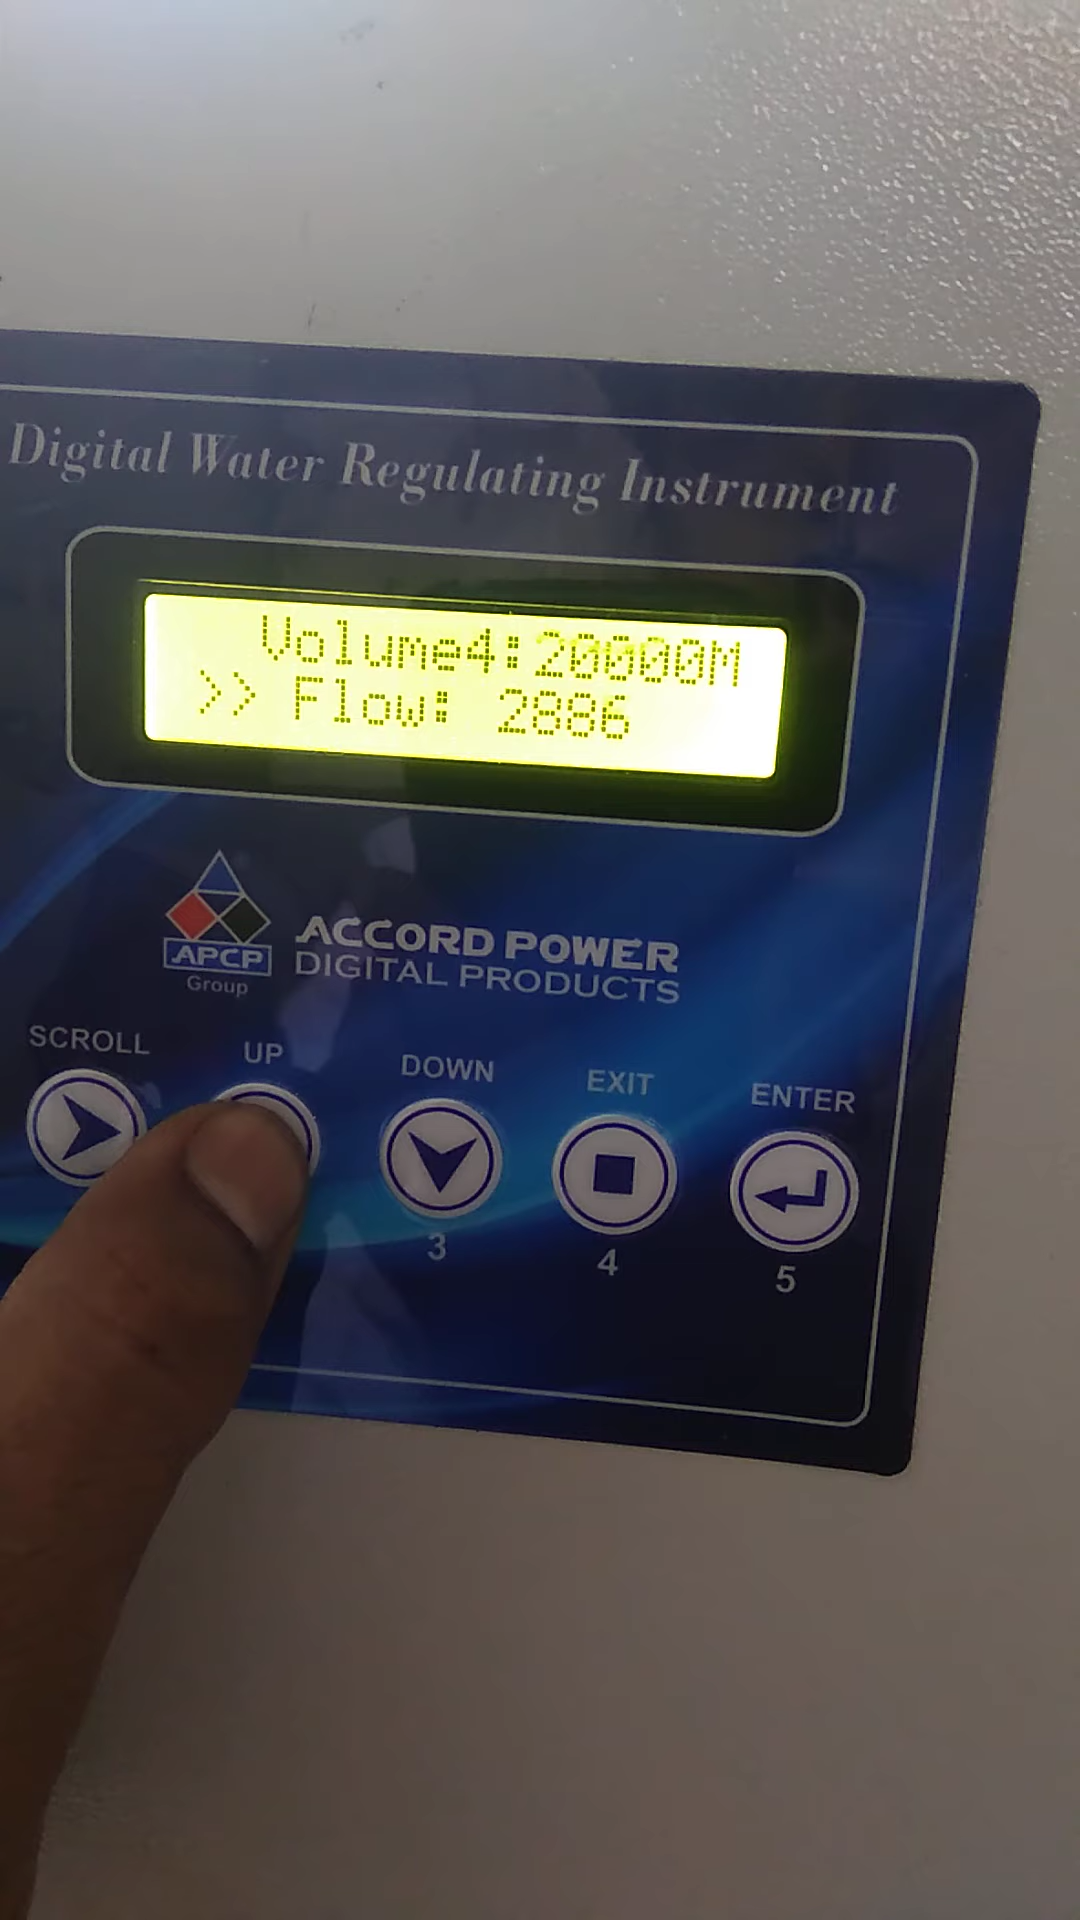 Digital Water Regulating Instrument
Volume4:20000M
>> Flow: 2886
APCP
Group
ACCORD POWER
DIGITAL PRODUCTS
SCROLL
UP
DOWN
EXIT
ENTER
3
4
5